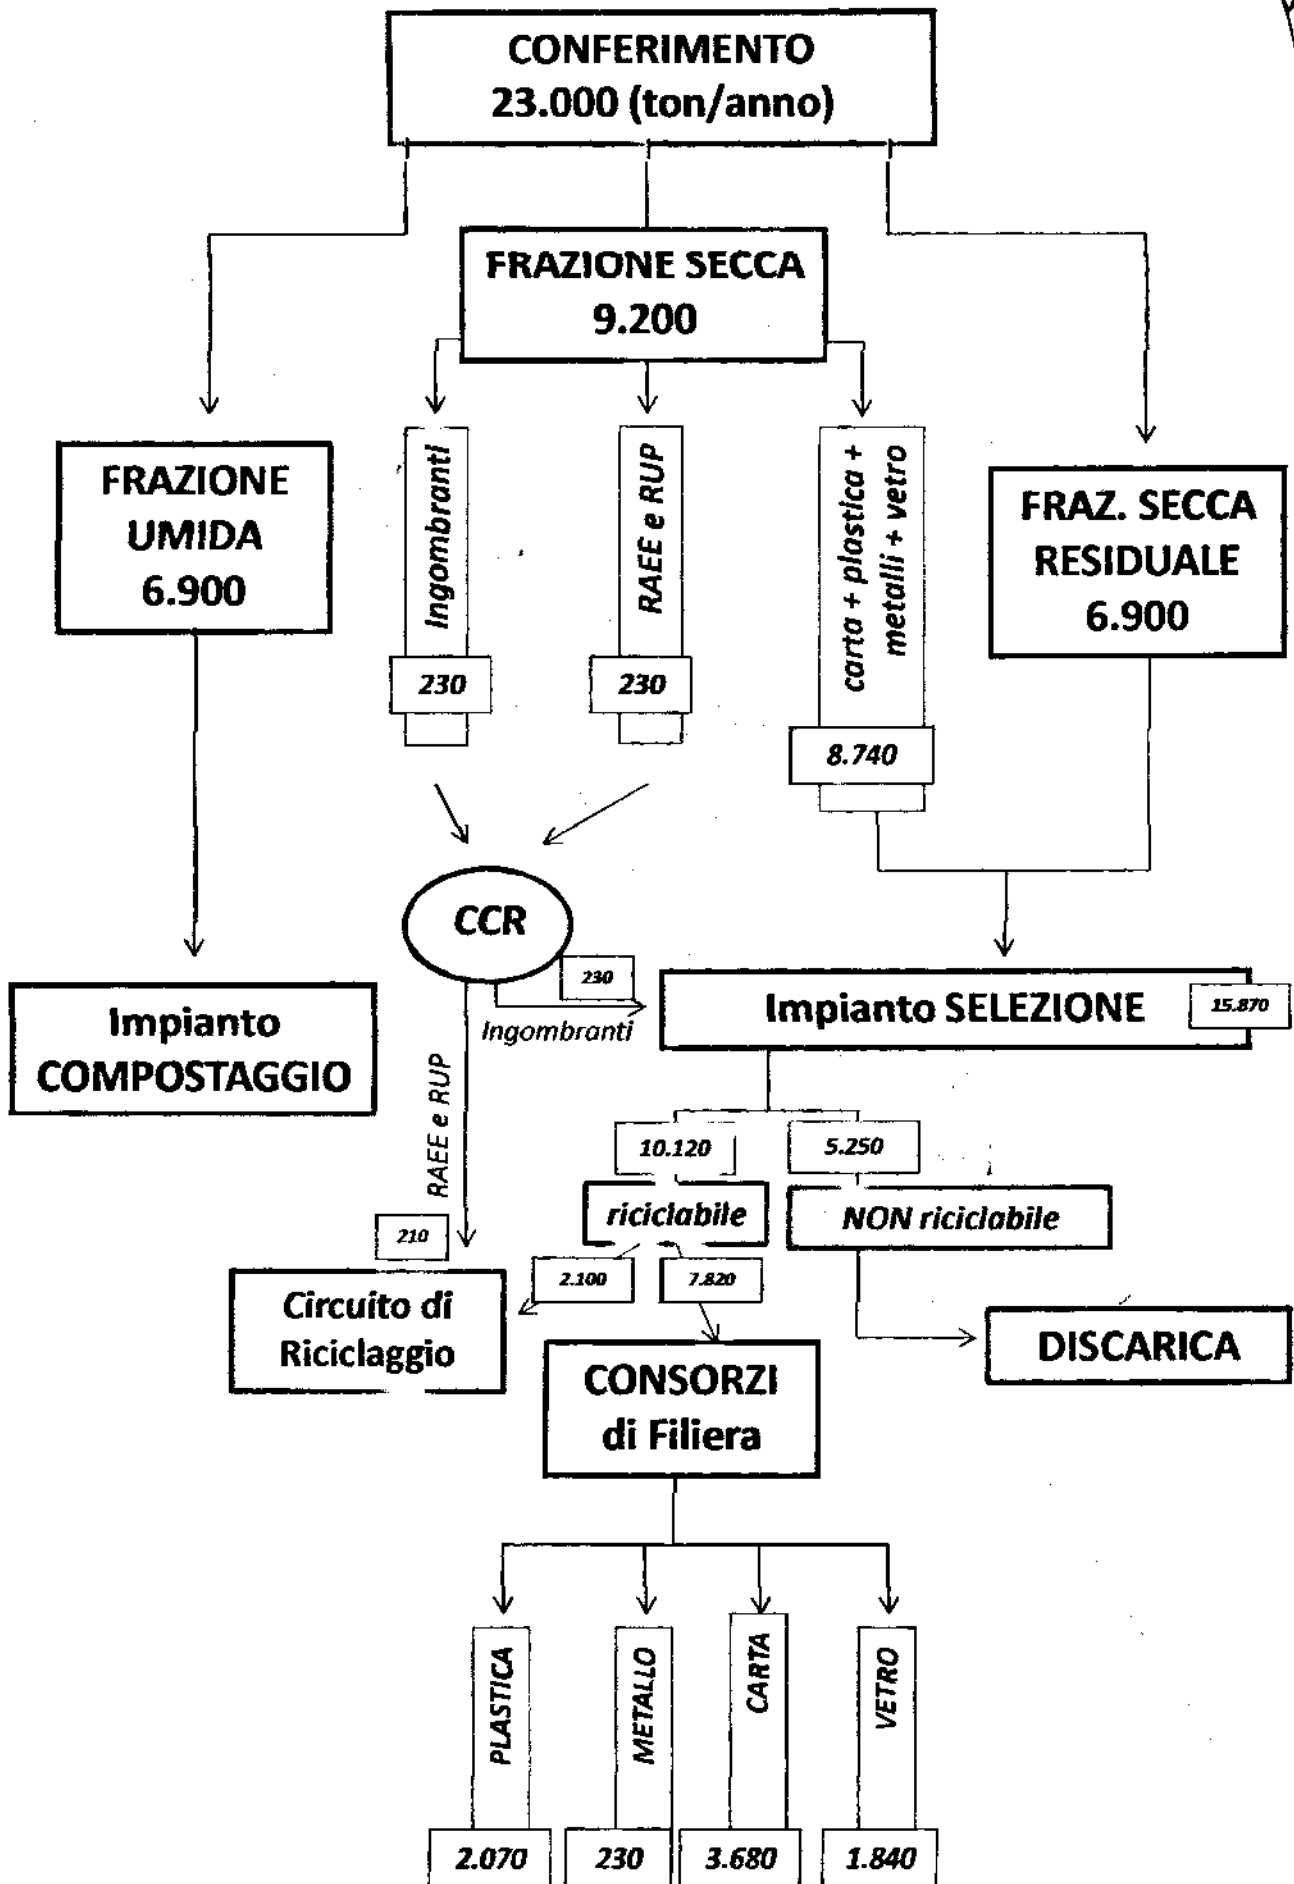 CONFERIMENTO
23.000 (ton/anno)
FRAZIONE SECCA
9.200
FRAZIONE
UMIDA
6.900
Ingombranti
230
RAEE e RUP
230
carta + plastica +
metalli + vetro
8.740
FRAZ. SECCA
RESIDUALE
6.900
CCR
230
Ingombranti
Impianto SELEZIONE
15.870
Impianto
COMPOSTAGGIO
RAEE e RUP
10.120
5.250
riciclabile
NON riciclabile
210
2.100
7.820
Circuito di
Riciclaggio
CONSORZI
di Filiera
DISCARICA
PLASTICA
METALLO
CARTA
VETRO
2.070
230
3.680
1.840